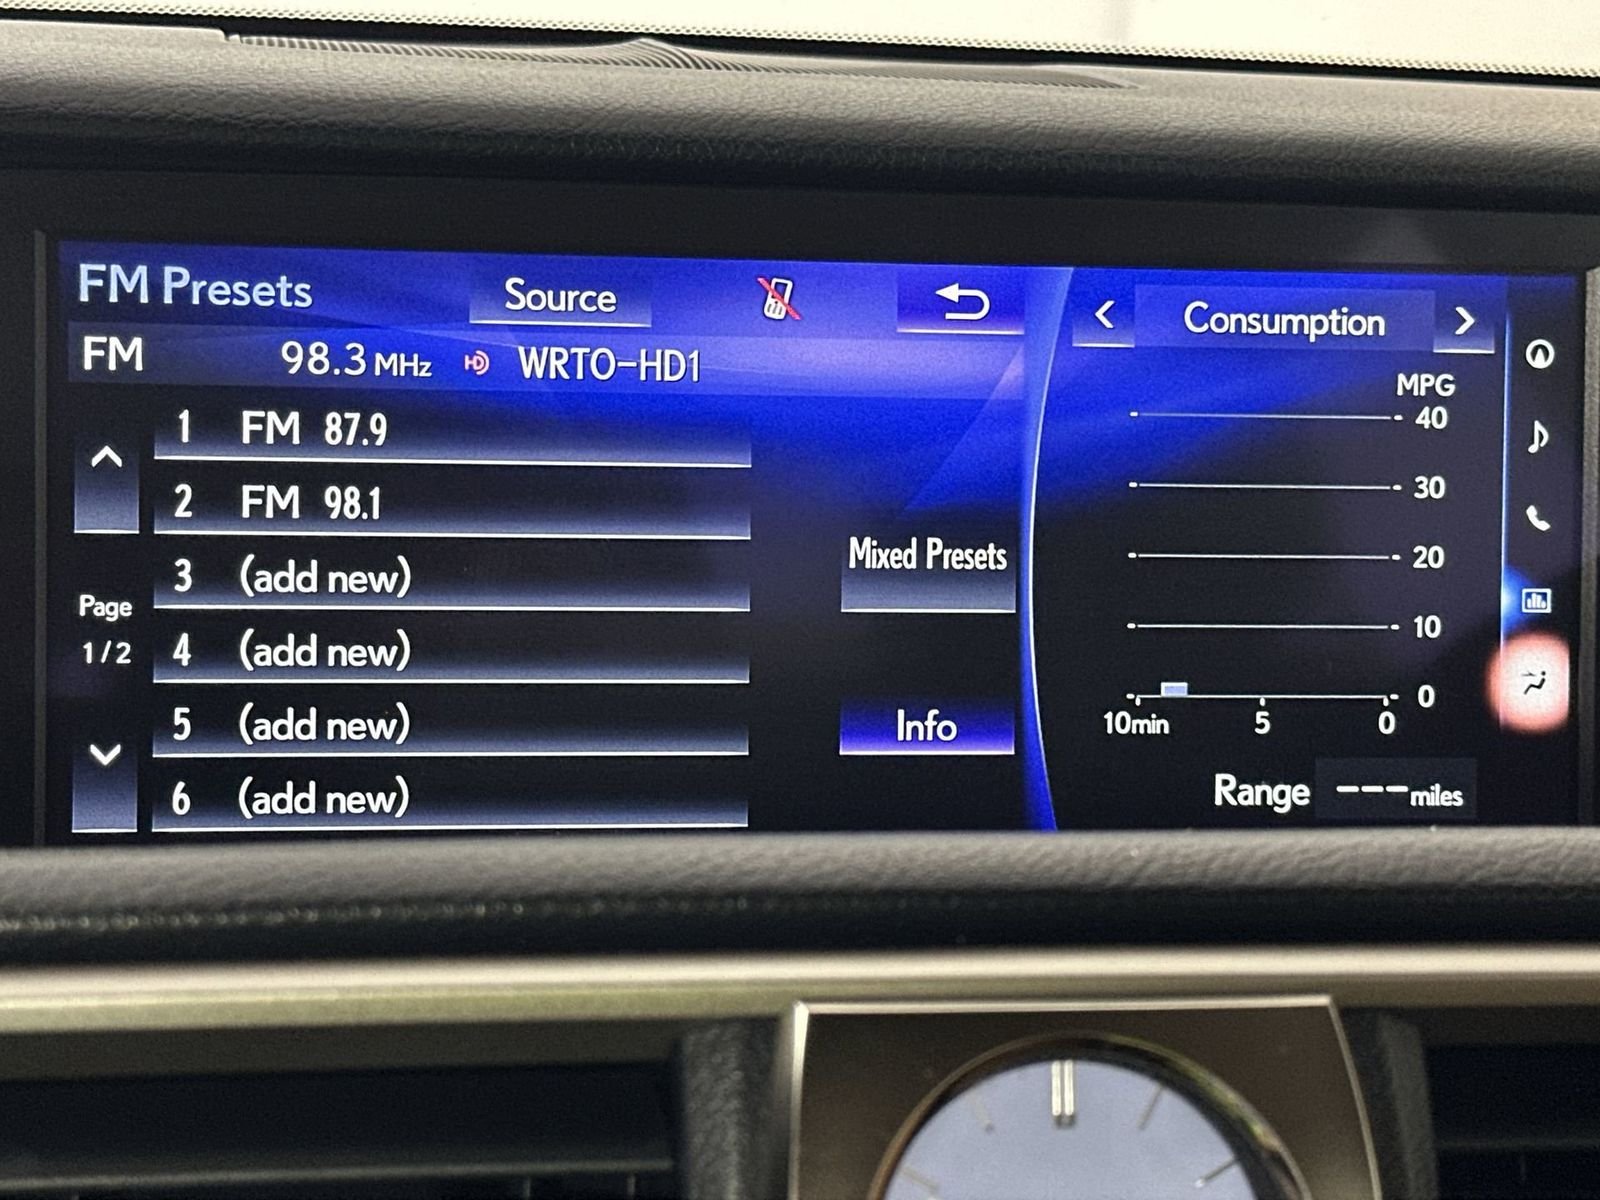 FM Presets
Source
FM 98.3 MHz HD WRTO-HD1
1 FM 87.9
2 FM 98.1
3 (add new)
4 (add new)
5 (add new)
6 (add new)
Page
1/2
Mixed Presets
Info
Consumption
MPG
40
30
20
10
0
10min 5 0
Range ---miles